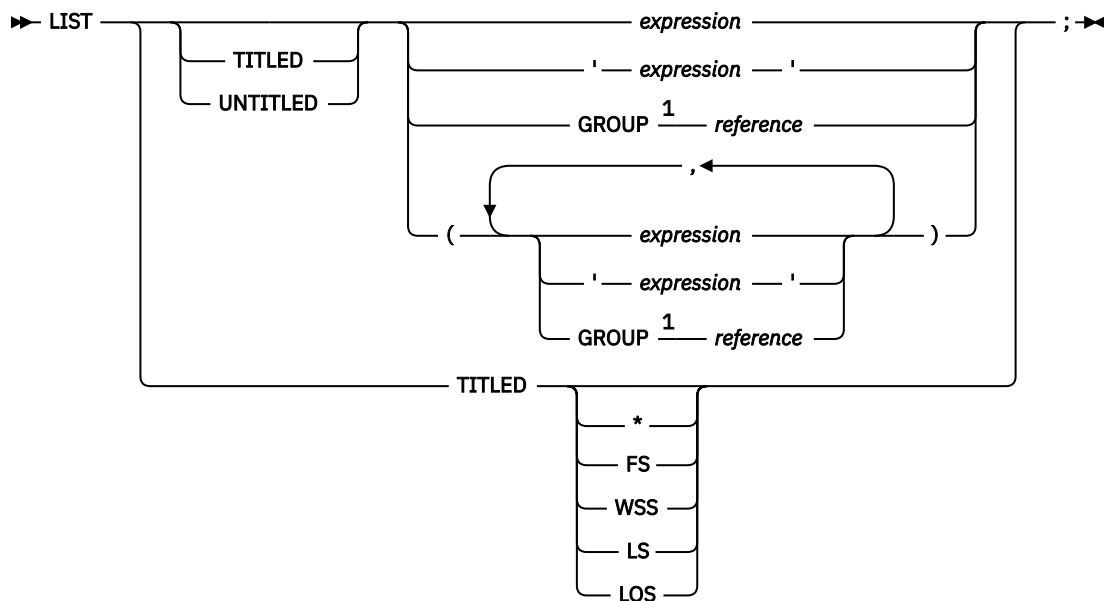 LIST expression ;
TITLED ' expression '
UNTITLED
GROUP 1 reference
,
( expression )
' expression '
GROUP 1 reference
TITLED
*
FS
WSS
LS
LOS